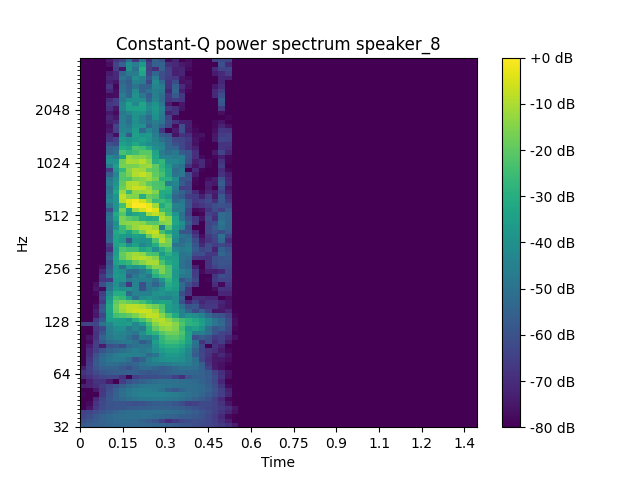 Constant-Q power spectrum speaker_8
Hz
2048
1024
512
256
128
64
32
0 0.15 0.3 0.45 0.6 0.75 0.9 1.1 1.2 1.4
Time
+0 dB
-10 dB
-20 dB
-30 dB
-40 dB
-50 dB
-60 dB
-70 dB
-80 dB